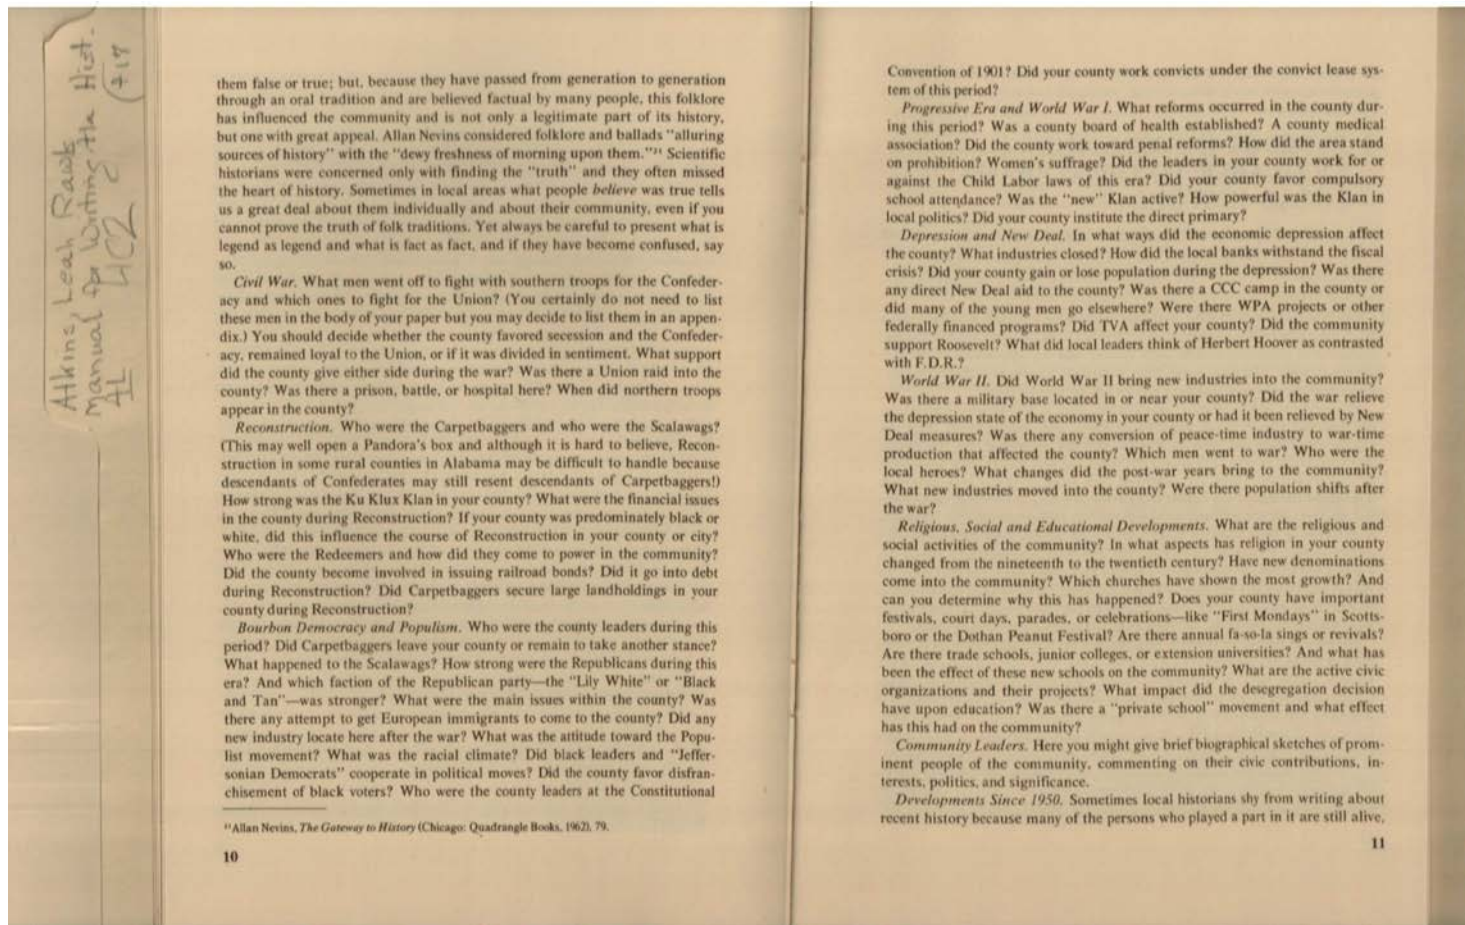 Atkins, Leah Rawls
Manual for Writing the Hist.
AL HC2
(718
them false or true; but, because they have passed from generation to generation
through an oral tradition and are believed factual by many people, this folklore
has influenced the community and is not only a legitimate part of its history,
but one with great appeal. Allan Nevins considered folklore and ballads "alluring
sources of history" with the "dewy freshness of morning upon them."²¹ Scientific
historians were concerned only with finding the "truth" and they often missed
the heart of history. Sometimes in local areas what people believe was true tells
us a great deal about them individually and about their community, even if you
cannot prove the truth of folk traditions. Yet always be careful to present what is
legend as legend and what is fact as fact, and if they have become confused, say
so.
Civil War. What men went off to fight with southern troops for the Confeder-
acy and which ones to fight for the Union? (You certainly do not need to list
these men in the body of your paper but you may decide to list them in an appen-
dix.) You should decide whether the county favored secession and the Confeder-
acy, remained loyal to the Union, or if it was divided in sentiment. What support
did the county give either side during the war? Was there a Union raid into the
county? Was there a prison, battle, or hospital here? When did northern troops
appear in the county?
Reconstruction. Who were the Carpetbaggers and who were the Scalawags?
(This may well open a Pandora's box and although it is hard to believe, Recon-
struction in some rural counties in Alabama may be difficult to handle because
descendants of Confederates may still resent descendants of Carpetbaggers!)
How strong was the Ku Klux Klan in your county? What were the financial issues
in the county during Reconstruction? If your county was predominately black or
white, did this influence the course of Reconstruction in your county or city?
Who were the Redeemers and how did they come to power in the community?
Did the county become involved in issuing railroad bonds? Did it go into debt
during Reconstruction? Did Carpetbaggers secure large landholdings in your
county during Reconstruction?
Bourbon Democracy and Populism. Who were the county leaders during this
period? Did Carpetbaggers leave your county or remain to take another stance?
What happened to the Scalawags? How strong were the Republicans during this
era? And which faction of the Republican party—the "Lily White" or "Black
and Tan"—was stronger? What were the main issues within the county? Was
there any attempt to get European immigrants to come to the county? Did any
new industry locate here after the war? What was the attitude toward the Popu-
list movement? What was the racial climate? Did black leaders and "Jeffer-
sonian Democrats" cooperate in political moves? Did the county favor disfran-
chisement of black voters? Who were the county leaders at the Constitutional
Allan Nevins, The Gateway to History (Chicago: Quadrangle Books, 1962), 79.
10
Convention of 1901? Did your county work convicts under the convict lease sys-
tem of this period?
Progressive Era and World War I. What reforms occurred in the county dur-
ing this period? Was a county board of health established? A county medical
association? Did the county work toward penal reforms? How did the area stand
on prohibition? Women's suffrage? Did the leaders in your county work for or
against the Child Labor laws of this era? Did your county favor compulsory
school attendance? Was the "new" Klan active? How powerful was the Klan in
local politics? Did your county institute the direct primary?
Depression and New Deal. In what ways did the economic depression affect
the county? What industries closed? How did the local banks withstand the fiscal
crisis? Did your county gain or lose population during the depression? Was there
any direct New Deal aid to the county? Was there a CCC camp in the county or
did many of the young men go elsewhere? Were there WPA projects or other
federally financed programs? Did TVA affect your county? Did the community
support Roosevelt? What did local leaders think of Herbert Hoover as contrasted
with F.D.R.?
World War II. Did World War II bring new industries into the community?
Was there a military base located in or near your county? Did the war relieve
the depression state of the economy in your county or had it been relieved by New
Deal measures? Was there any conversion of peace-time industry to war-time
production that affected the county? Which men went to war? Who were the
local heroes? What changes did the post-war years bring to the community?
What new industries moved into the county? Were there population shifts after
the war?
Religious, Social and Educational Developments. What are the religious and
social activities of the community? In what aspects has religion in your county
changed from the nineteenth to the twentieth century? Have new denominations
come into the community? Which churches have shown the most growth? And
can you determine why this has happened? Does your county have important
festivals, court days, parades, or celebrations—like "First Mondays" in Scotts-
boro or the Dothan Peanut Festival? Are there annual fa-so-la sings or revivals?
Are there trade schools, junior colleges, or extension universities? And what has
been the effect of these new schools on the community? What are the active civic
organizations and their projects? What impact did the desegregation decision
have upon education? Was there a "private school" movement and what effect
has this had on the community?
Community Leaders. Here you might give brief biographical sketches of prom-
inent people of the community, commenting on their civic contributions, in-
terests, politics, and significance.
Developments Since 1950. Sometimes local historians shy from writing about
recent history because many of the persons who played a part in it are still alive,
11